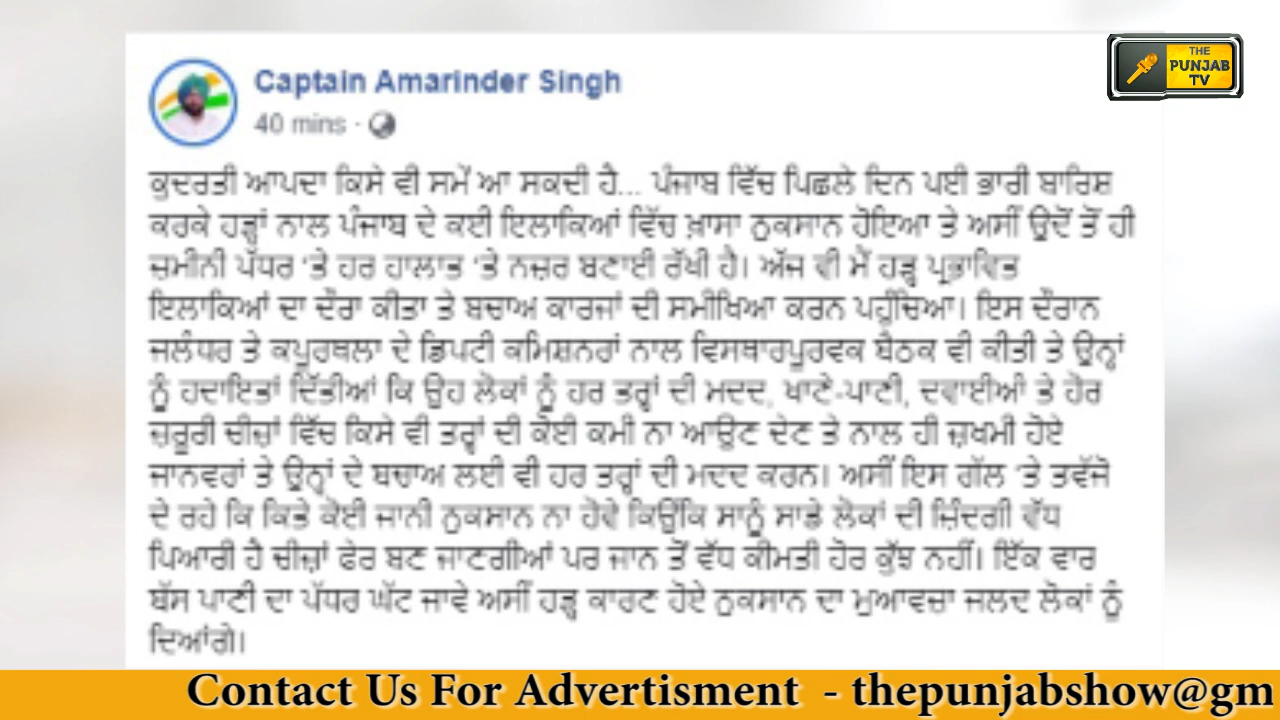 Captain Amarinder Singh
40 mins ·
ਕੁਦਰਤੀ ਆਪਦਾ ਕਿਸੇ ਵੀ ਸਮੇਂ ਆ ਸਕਦੀ ਹੈ... ਪੰਜਾਬ ਵਿੱਚ ਪਿਛਲੇ ਦਿਨ ਪਈ ਭਾਰੀ ਬਾਰਿਸ਼
ਕਰਕੇ ਹੜ੍ਹਾਂ ਨਾਲ ਪੰਜਾਬ ਦੇ ਕਈ ਇਲਾਕਿਆਂ ਵਿੱਚ ਖ਼ਾਸਾ ਨੁਕਸਾਨ ਹੋਇਆ ਤੇ ਅਸੀਂ ਉਦੋਂ ਤੋਂ ਹੀ
ਜ਼ਮੀਨੀ ਪੱਧਰ 'ਤੇ ਹਰ ਹਾਲਾਤ 'ਤੇ ਨਜ਼ਰ ਬਣਾਈ ਰੱਖੀ ਹੈ। ਅੱਜ ਵੀ ਮੈਂ ਹੜ੍ਹ ਪ੍ਰਭਾਵਿਤ
ਇਲਾਕਿਆਂ ਦਾ ਦੌਰਾ ਕੀਤਾ ਤੇ ਬਚਾਅ ਕਾਰਜਾਂ ਦੀ ਸਮੀਖਿਆ ਕਰਨ ਪਹੁੰਚਿਆ। ਇਸ ਦੌਰਾਨ
ਜਲੰਧਰ ਤੇ ਕਪੂਰਥਲਾ ਦੇ ਡਿਪਟੀ ਕਮਿਸ਼ਨਰਾਂ ਨਾਲ ਵਿਸਥਾਰਪੂਰਵਕ ਬੈਠਕ ਵੀ ਕੀਤੀ ਤੇ ਉਨ੍ਹਾਂ
ਨੂੰ ਹਦਾਇਤਾਂ ਦਿੱਤੀਆਂ ਕਿ ਉਹ ਲੋਕਾਂ ਨੂੰ ਹਰ ਤਰ੍ਹਾਂ ਦੀ ਮਦਦ, ਖਾਣੇ-ਪਾਣੀ, ਦਵਾਈਆਂ ਤੇ ਹੋਰ
ਜ਼ਰੂਰੀ ਚੀਜ਼ਾਂ ਵਿੱਚ ਕਿਸੇ ਵੀ ਤਰ੍ਹਾਂ ਦੀ ਕੋਈ ਕਮੀ ਨਾ ਆਉਣ ਦੇਣ ਤੇ ਨਾਲ ਹੀ ਜ਼ਖਮੀ ਹੋਏ
ਜਾਨਵਰਾਂ ਤੇ ਉਨ੍ਹਾਂ ਦੇ ਬਚਾਅ ਲਈ ਵੀ ਹਰ ਤਰ੍ਹਾਂ ਦੀ ਮਦਦ ਕਰਨ। ਅਸੀਂ ਇਸ ਗੱਲ 'ਤੇ ਤਵੱਜੋ
ਦੇ ਰਹੇ ਕਿ ਕਿਤੇ ਕੋਈ ਜਾਨੀ ਨੁਕਸਾਨ ਨਾ ਹੋਵੇ ਕਿਉਂਕਿ ਸਾਨੂੰ ਸਾਡੇ ਲੋਕਾਂ ਦੀ ਜ਼ਿੰਦਗੀ ਵੱਧ
ਪਿਆਰੀ ਹੈ ਚੀਜ਼ਾਂ ਫੇਰ ਬਣ ਜਾਣਗੀਆਂ ਪਰ ਜਾਨ ਤੋਂ ਵੱਧ ਕੀਮਤੀ ਹੋਰ ਕੁੱਝ ਨਹੀਂ। ਇੱਕ ਵਾਰ
ਬੱਸ ਪਾਣੀ ਦਾ ਪੱਧਰ ਘੱਟ ਜਾਵੇ ਅਸੀਂ ਹੜ੍ਹ ਕਾਰਣ ਹੋਏ ਨੁਕਸਾਨ ਦਾ ਮੁਆਵਜ਼ਾ ਜਲਦ ਲੋਕਾਂ ਨੂੰ
ਦਿਆਂਗੇ।
THE
PUNJAB
TV
Contact Us For Advertisment - thepunjabshow@gm